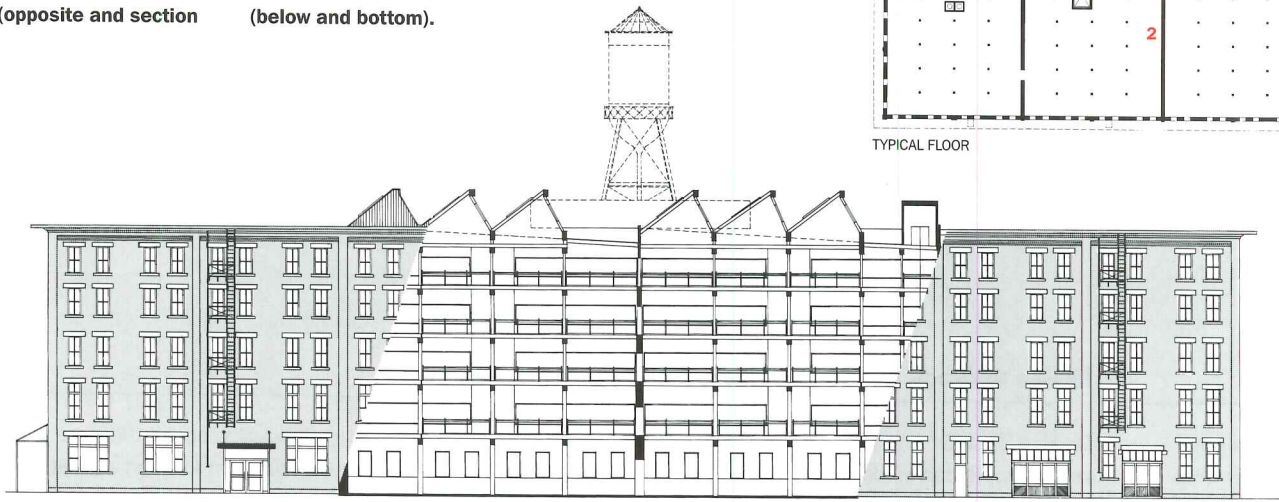 (opposite and section (below and bottom).
2
TYPICAL FLOOR